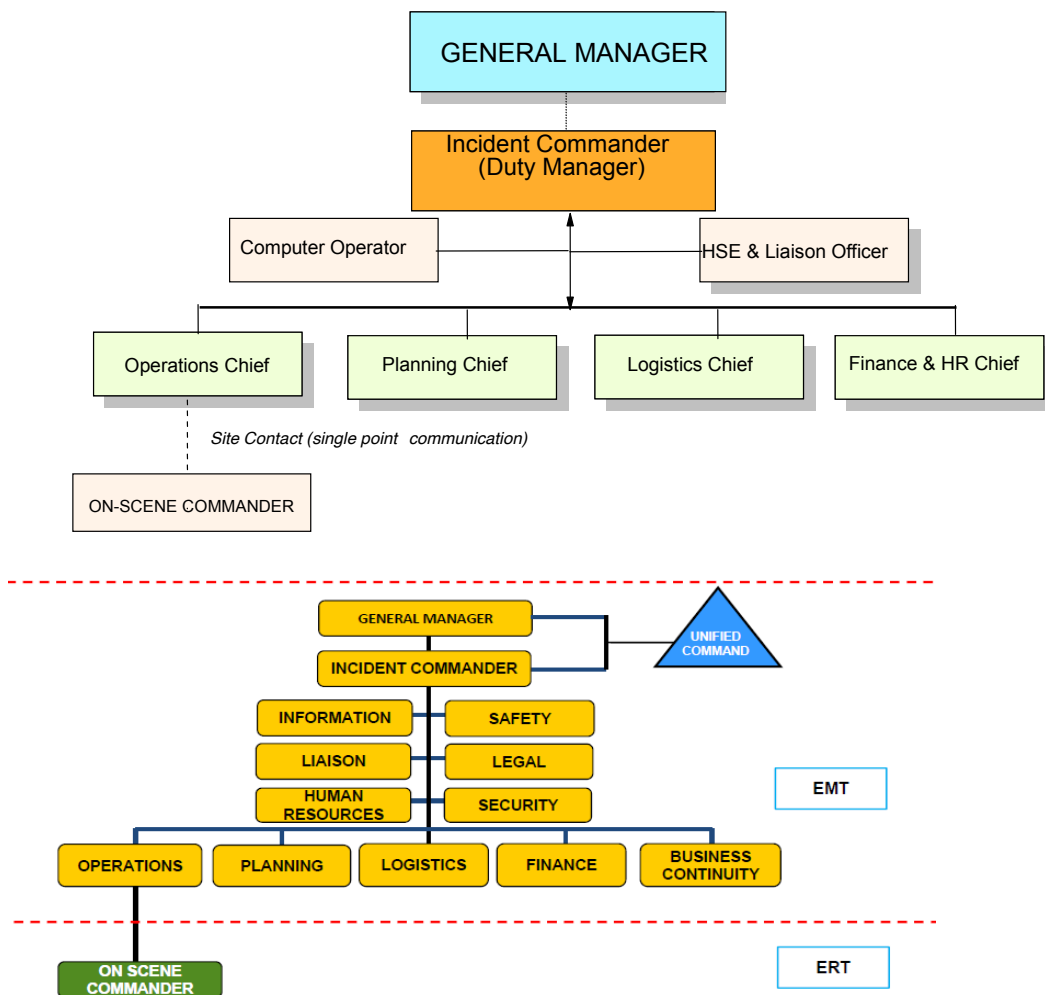 GENERAL MANAGER
Incident Commander
(Duty Manager)
Computer Operator
HSE & Liaison Officer
Operations Chief
Planning Chief
Logistics Chief
Finance & HR Chief
Site Contact (single point communication)
ON-SCENE COMMANDER
GENERAL MANAGER
UNIFIED
COMMAND
INCIDENT COMMANDER
INFORMATION
SAFETY
LIAISON
LEGAL
EMT
HUMAN
RESOURCES
SECURITY
OPERATIONS
PLANNING
LOGISTICS
FINANCE
BUSINESS
CONTINUITY
ON SCENE
COMMANDER
ERT